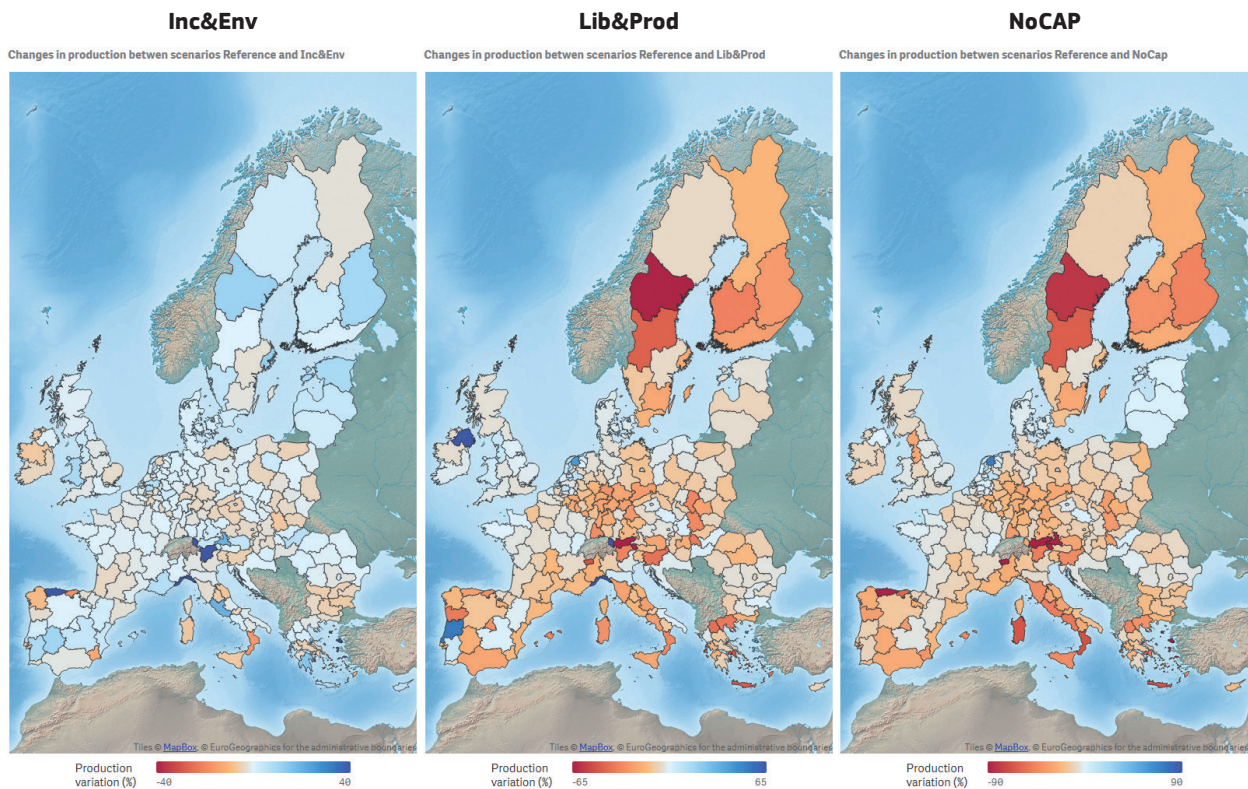 Inc&Env
Lib&Prod
NoCAP
Changes in production betwen scenarios Reference and Inc&Env
Changes in production betwen scenarios Reference and Lib&Prod
Changes in production betwen scenarios Reference and NoCap
Tiles © MapBox, © EuroGeographics for the administrative boundaries
Tiles © MapBox, © EuroGeographics for the administrative boundaries
Tiles © MapBox, © EuroGeographics for the administrative boundaries
Production
variation (%)
-40
40
Production
variation (%)
-65
65
Production
variation (%)
-90
90